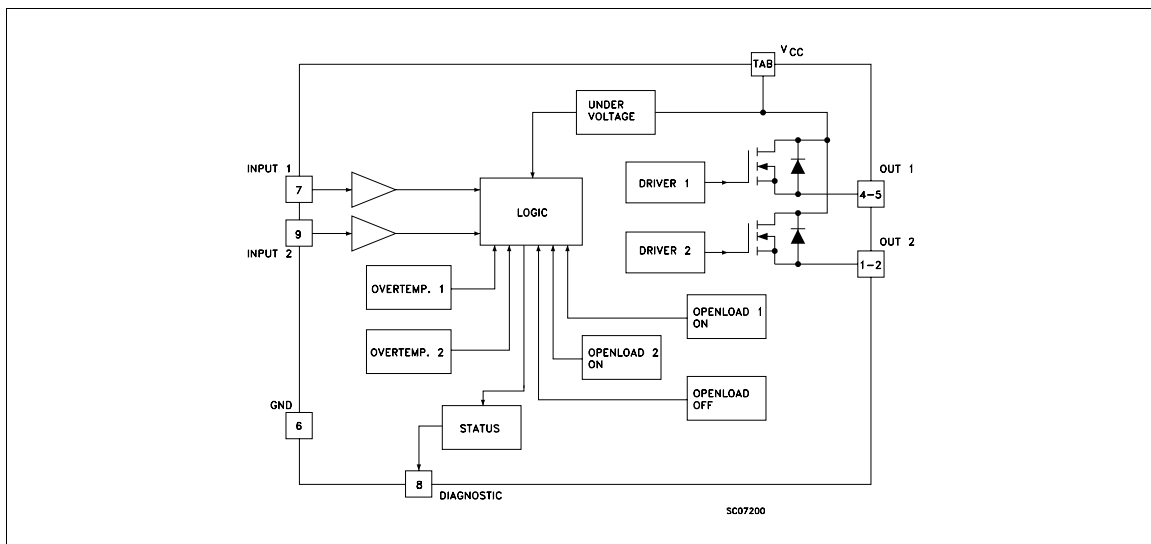 VCC
TAB
UNDER
VOLTAGE
INPUT 1
7
DRIVER 1
OUT 1
4-5
LOGIC
9
INPUT 2
DRIVER 2
OUT 2
1-2
OVERTEMP. 1
OPENLOAD 1
ON
OVERTEMP. 2
OPENLOAD 2
ON
OPENLOAD
OFF
GND
6
STATUS
8
DIAGNOSTIC
SC07200